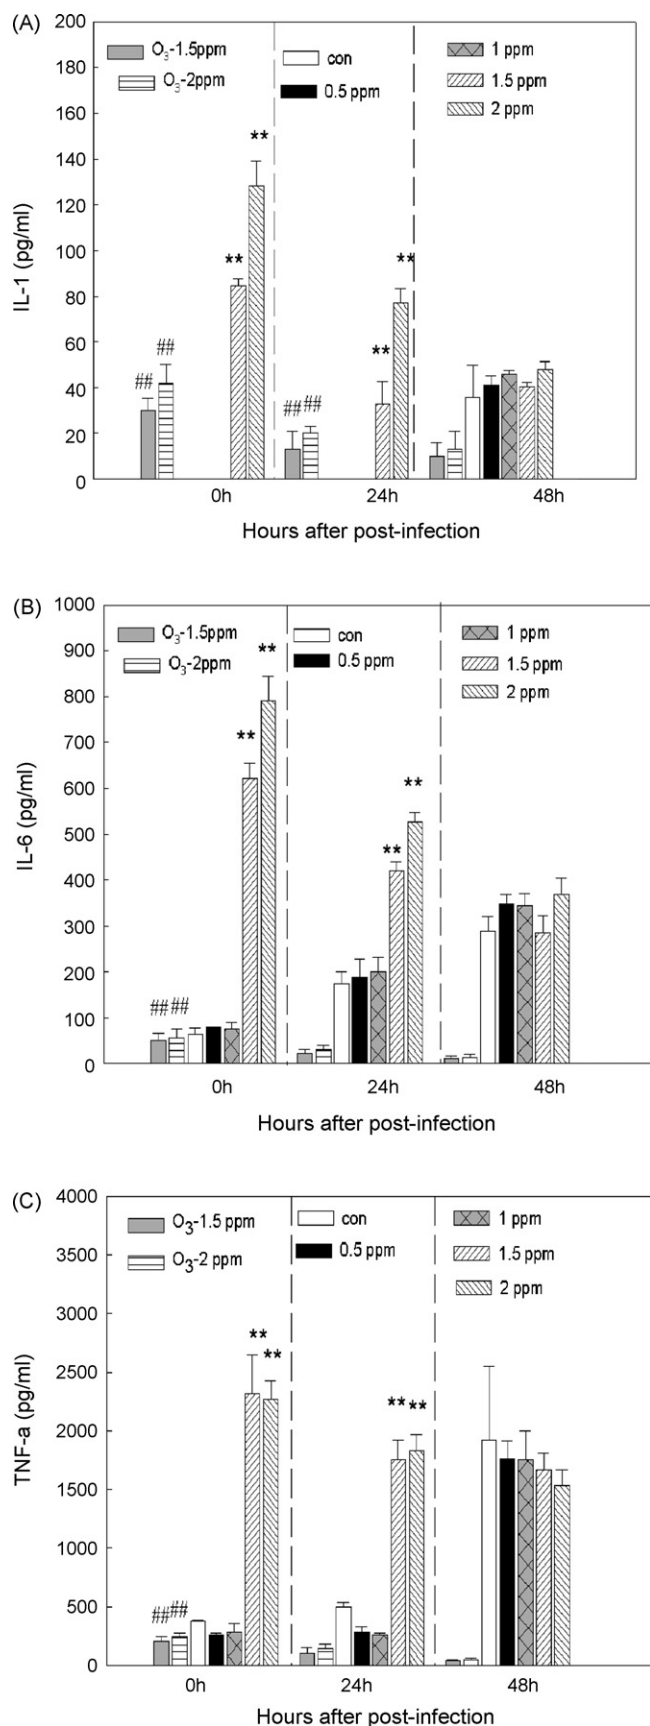 (A)
200
180
160
140
120
100
80
60
40
20
0
IL-1 (pg/ml)
O3-1.5ppm
O3-2ppm
con
0.5 ppm
1 ppm
1.5 ppm
2 ppm
**
**
##
##
**
**
##
##
0h
24h
48h
Hours after post-infection
(B)
1000
900
800
700
600
500
400
300
200
100
0
IL-6 (pg/ml)
O3-1.5ppm
O3-2ppm
con
0.5 ppm
1 ppm
1.5 ppm
2 ppm
**
**
**
**
##
##
0h
24h
48h
Hours after post-infection
(C)
4000
3500
3000
2500
2000
1500
1000
500
0
TNF-a (pg/ml)
O3-1.5 ppm
O3-2 ppm
con
0.5 ppm
1 ppm
1.5 ppm
2 ppm
**
**
**
**
##
##
0h
24h
48h
Hours after post-infection